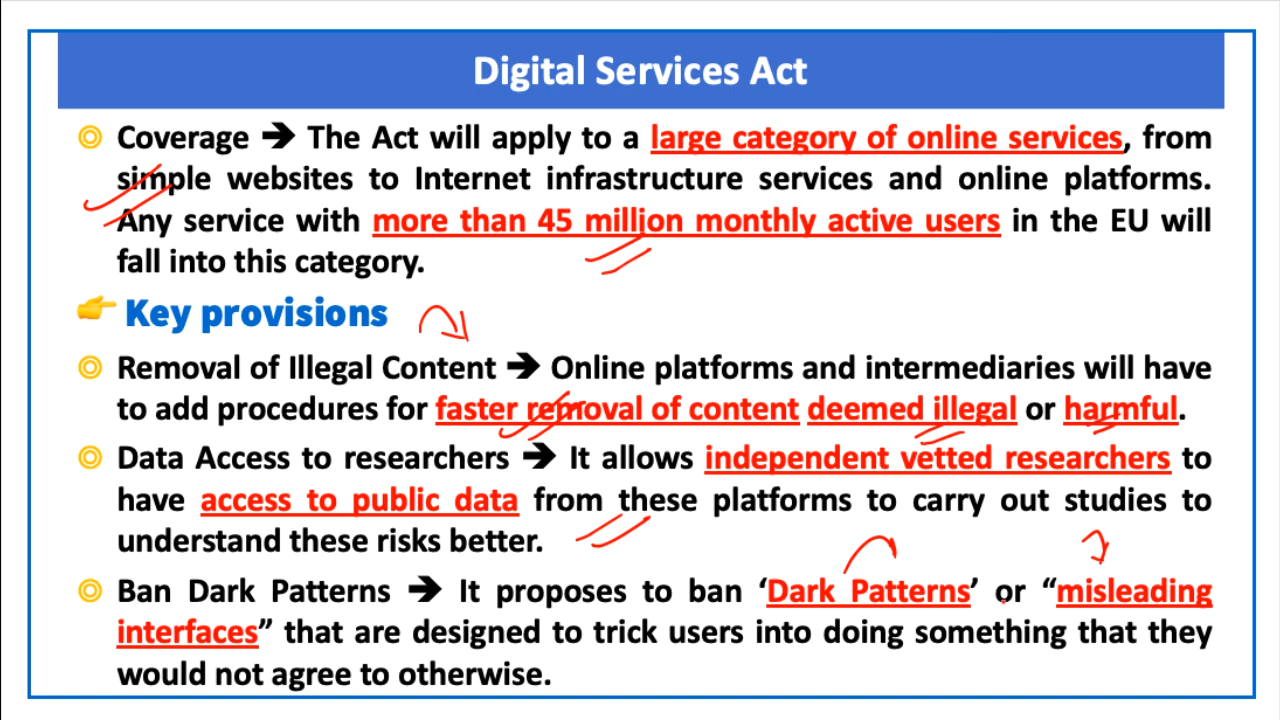 Digital Services Act
Coverage ➔ The Act will apply to a large category of online services, from
simple websites to Internet infrastructure services and online platforms.
Any service with more than 45 million monthly active users in the EU will
fall into this category.
Key provisions
Removal of Illegal Content ➔ Online platforms and intermediaries will have
to add procedures for faster removal of content deemed illegal or harmful.
Data Access to researchers ➔ It allows independent vetted researchers to
have access to public data from these platforms to carry out studies to
understand these risks better.
Ban Dark Patterns ➔ It proposes to ban ‘Dark Patterns’ or “misleading
interfaces” that are designed to trick users into doing something that they
would not agree to otherwise.